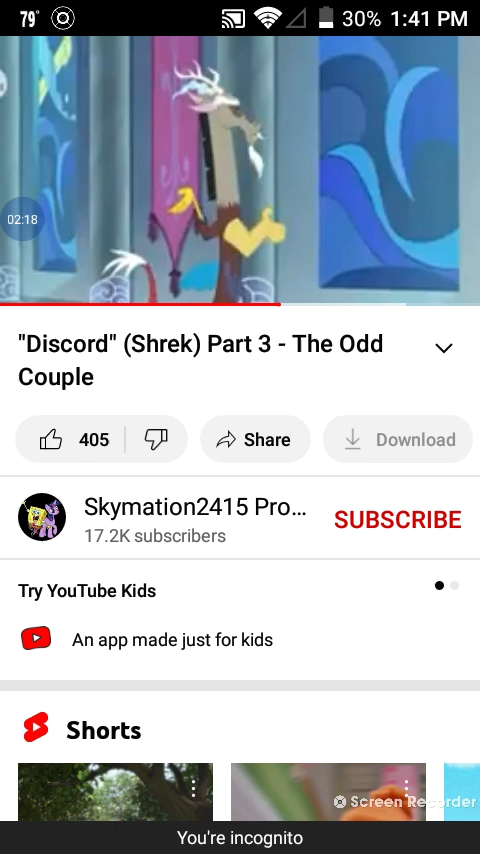 79°
30% 1:41 PM
02:18
"Discord" (Shrek) Part 3 - The Odd
Couple
405
Share
Download
Skymation2415 Pro...
17.2K subscribers
SUBSCRIBE
Try YouTube Kids
An app made just for kids
Shorts
Screen Recorder
You're incognito